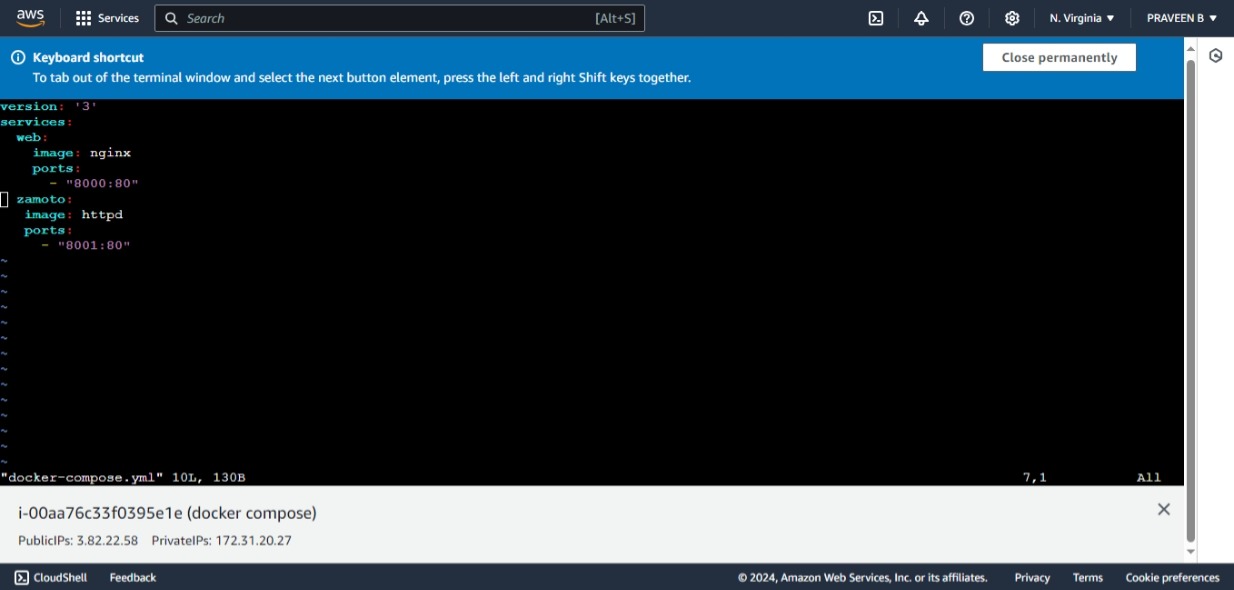 aws
Services
Search [Alt+S]
N. Virginia ▼
PRAVEEN B ▼
Keyboard shortcut
To tab out of the terminal window and select the next button element, press the left and right Shift keys together.
Close permanently
version: '3'
services:
  web:
    image: nginx
    ports:
      - "8000:80"
  zamoto:
   image: httpd
   ports:
     - "8001:80"
~
~
~
~
~
~
~
~
~
~
~
~
~
~
"docker-compose.yml" 10L, 130B 7,1 All
i-00aa76c33f0395e1e (docker compose)
PublicIPs: 3.82.22.58 PrivateIPs: 172.31.20.27
CloudShell Feedback © 2024, Amazon Web Services, Inc. or its affiliates. Privacy Terms Cookie preferences